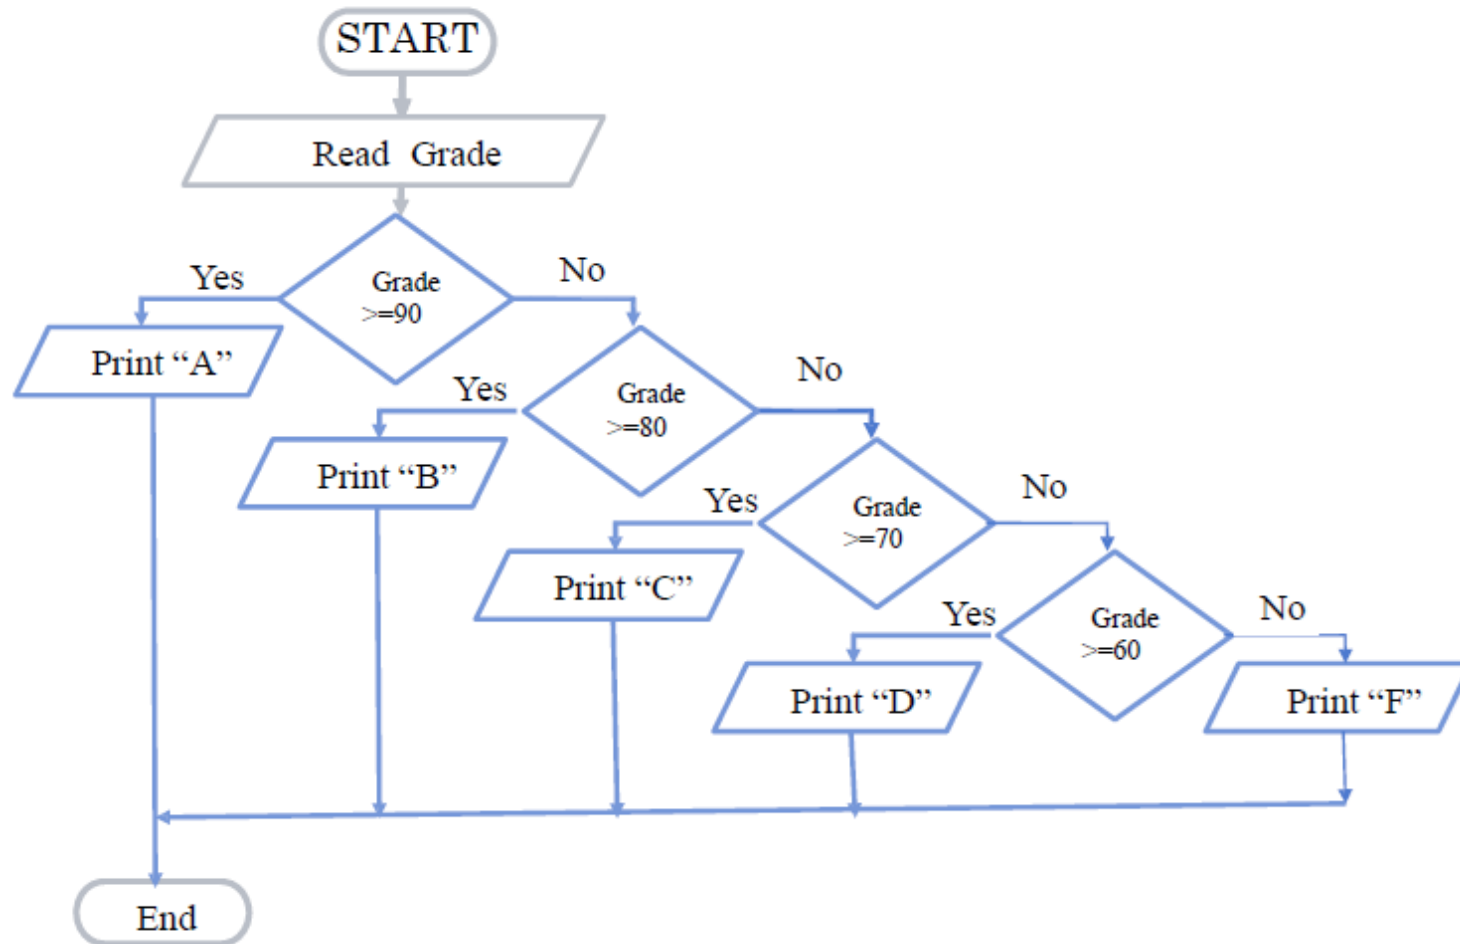 START
Read Grade
Yes
Grade
>=90
No
Print “A”
Yes
Grade
>=80
No
Print “B”
Yes
Grade
>=70
No
Print “C”
Yes
Grade
>=60
No
Print “D”
Print “F”
End